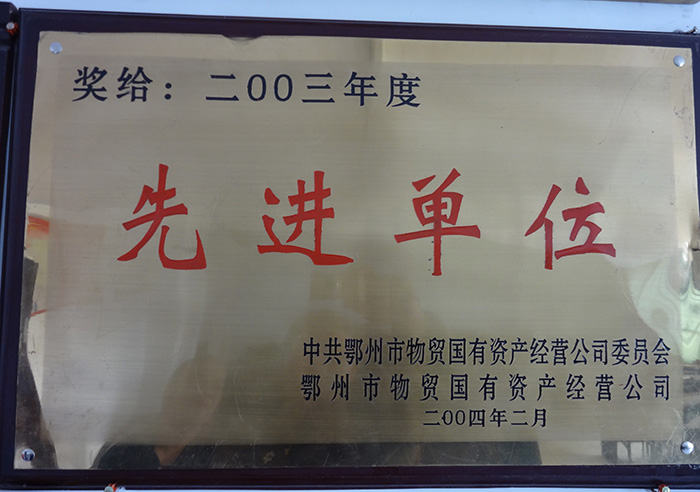 奖给：二00三年度
先进单位
中共鄂州市物贸国有资产经营公司委员会
鄂州市物贸国有资产经营公司
二00四年二月